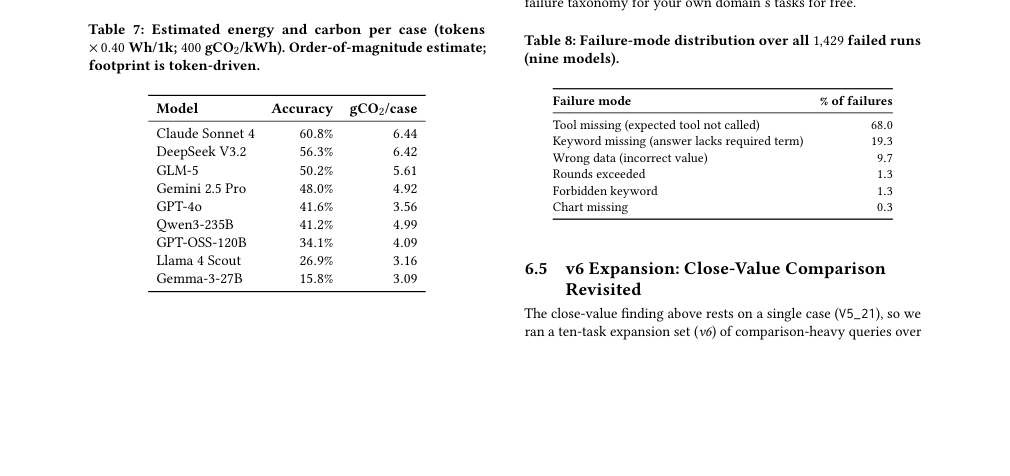 Table 7: Estimated energy and carbon per case (tokens
× 0.40 Wh/1k; 400 gCO₂/kWh). Order-of-magnitude estimate;
footprint is token-driven.
Model Accuracy gCO₂/case
Claude Sonnet 4 60.8% 6.44
DeepSeek V3.2 56.3% 6.42
GLM-5 50.2% 5.61
Gemini 2.5 Pro 48.0% 4.92
GPT-4o 41.6% 3.56
Qwen3-235B 41.2% 4.99
GPT-OSS-120B 34.1% 4.09
Llama 4 Scout 26.9% 3.16
Gemma-3-27B 15.8% 3.09
failure taxonomy for your own domain's tasks for free.
Table 8: Failure-mode distribution over all 1,429 failed runs
(nine models).
Failure mode % of failures
Tool missing (expected tool not called) 68.0
Keyword missing (answer lacks required term) 19.3
Wrong data (incorrect value) 9.7
Rounds exceeded 1.3
Forbidden keyword 1.3
Chart missing 0.3
6.5 v6 Expansion: Close-Value Comparison
Revisited
The close-value finding above rests on a single case (V5_21), so we
ran a ten-task expansion set (v6) of comparison-heavy queries over